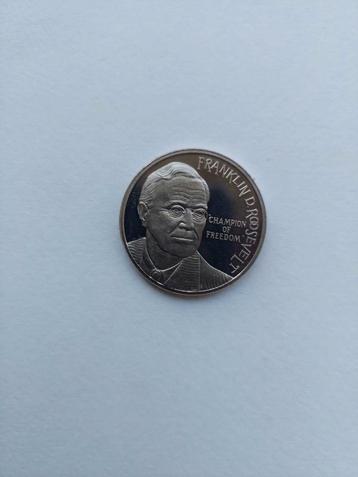 FRANKLIN D. ROOSEVELT
"CHAMPION
OF
FREEDOM"